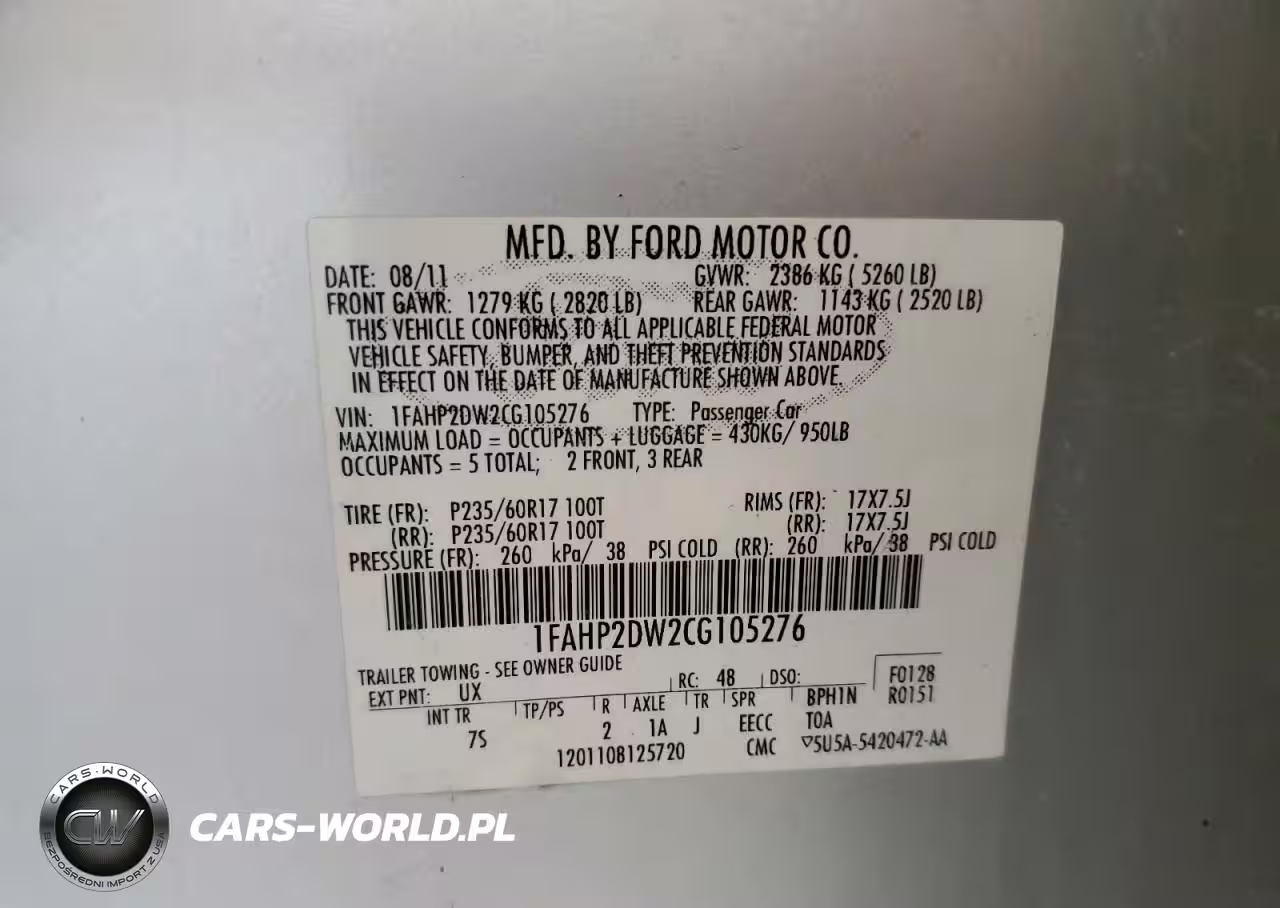 MFD. BY FORD MOTOR CO.
DATE: 08/11 GVWR: 2386 KG ( 5260 LB)
FRONT GAWR: 1279 KG ( 2820 LB) REAR GAWR: 1143 KG ( 2520 LB)
THIS VEHICLE CONFORMS TO ALL APPLICABLE FEDERAL MOTOR
VEHICLE SAFETY, BUMPER, AND THEFT PREVENTION STANDARDS
IN EFFECT ON THE DATE OF MANUFACTURE SHOWN ABOVE.
VIN: 1FAHP2DW2CG105276 TYPE: Passenger Car
MAXIMUM LOAD = OCCUPANTS + LUGGAGE = 430KG/ 950LB
OCCUPANTS = 5 TOTAL; 2 FRONT, 3 REAR
TIRE (FR): P235/60R17 100T RIMS (FR): 17X7.5J
(RR): P235/60R17 100T (RR): 17X7.5J
PRESSURE (FR): 260 kPa/ 38 PSI COLD (RR): 260 kPa/ 38 PSI COLD
1FAHP2DW2CG105276
TRAILER TOWING - SEE OWNER GUIDE
EXT PNT: UX RC: 48 DSO: F0128
INT TR TP/PS R AXLE TR SPR BPH1N R0151
7S 2 1A J EECC TOA
1201108125720 CMC ▽5U5A-5420472-AA
CARS-WORLD
CW
BEZPOŚREDNI IMPORT Z USA
CARS-WORLD.PL